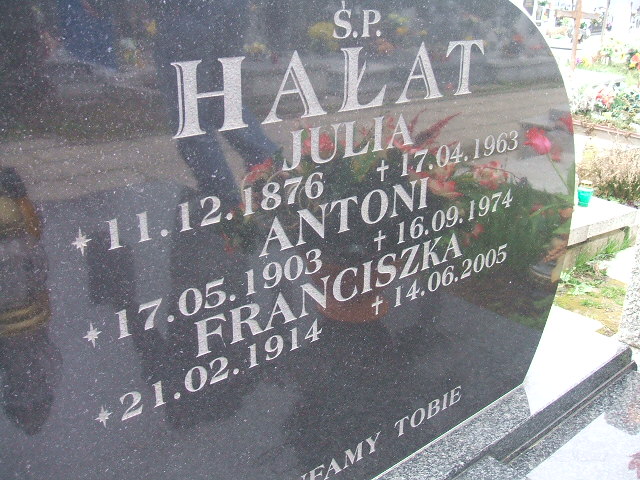 Ś.P.
HAŁAT
JULIA
* 11.12.1876 † 17.04.1963
ANTONI
* 17.05.1903 † 16.09.1974
FRANCISZKA
* 21.02.1914 † 14.06.2005
TOBIE